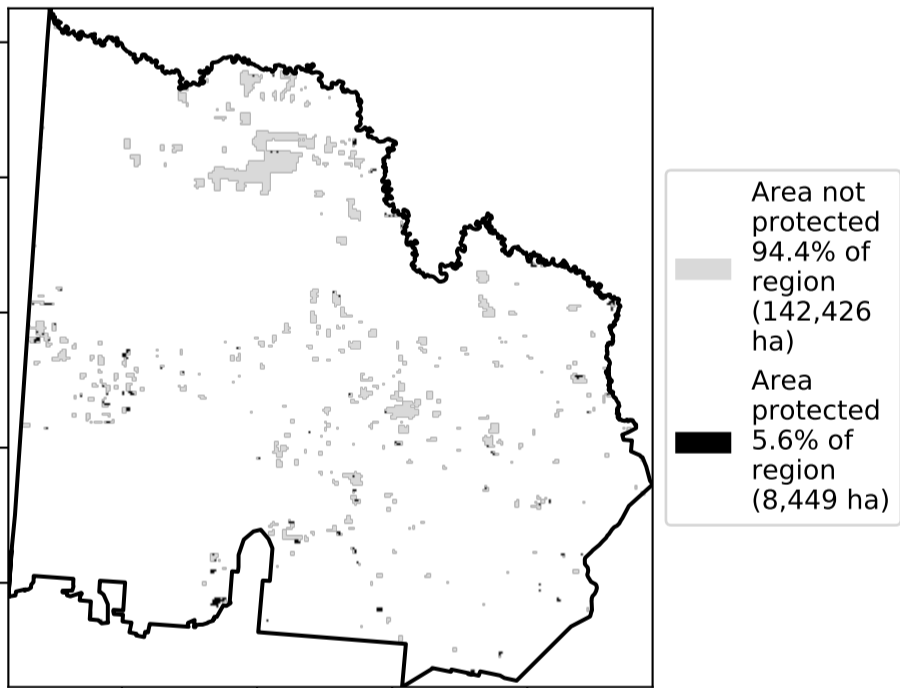 Area not
protected
94.4% of
region
(142,426
ha)
Area
protected
5.6% of
region
(8,449 ha)